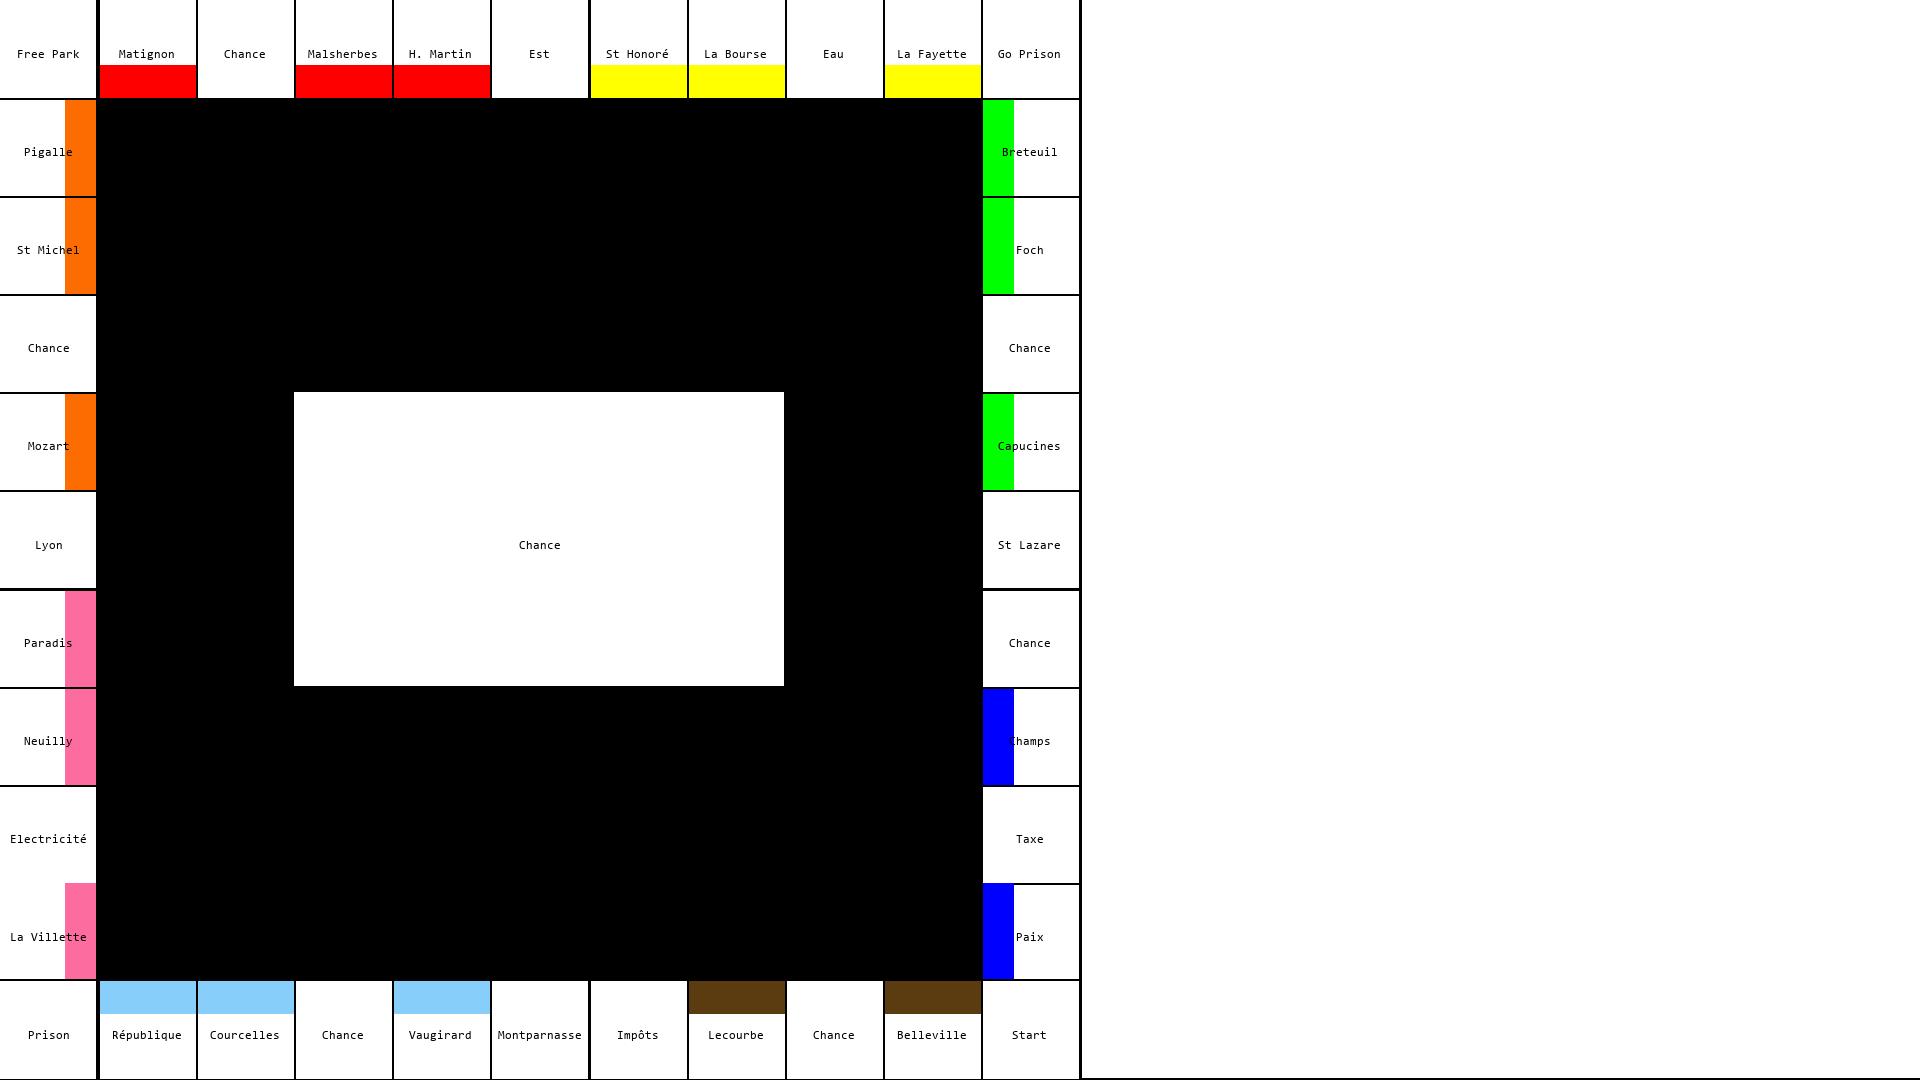 Free Park
Matignon
Chance
Malsherbes
H. Martin
Est
St Honoré
La Bourse
Eau
La Fayette
Go Prison
Pigalle
Breteuil
St Michel
Foch
Chance
Chance
Mozart
Capucines
Lyon
Chance
St Lazare
Paradis
Chance
Neuilly
Champs
Electricité
Taxe
La Villette
Paix
Prison
République
Courcelles
Chance
Vaugirard
Montparnasse
Impôts
Lecourbe
Chance
Belleville
Start